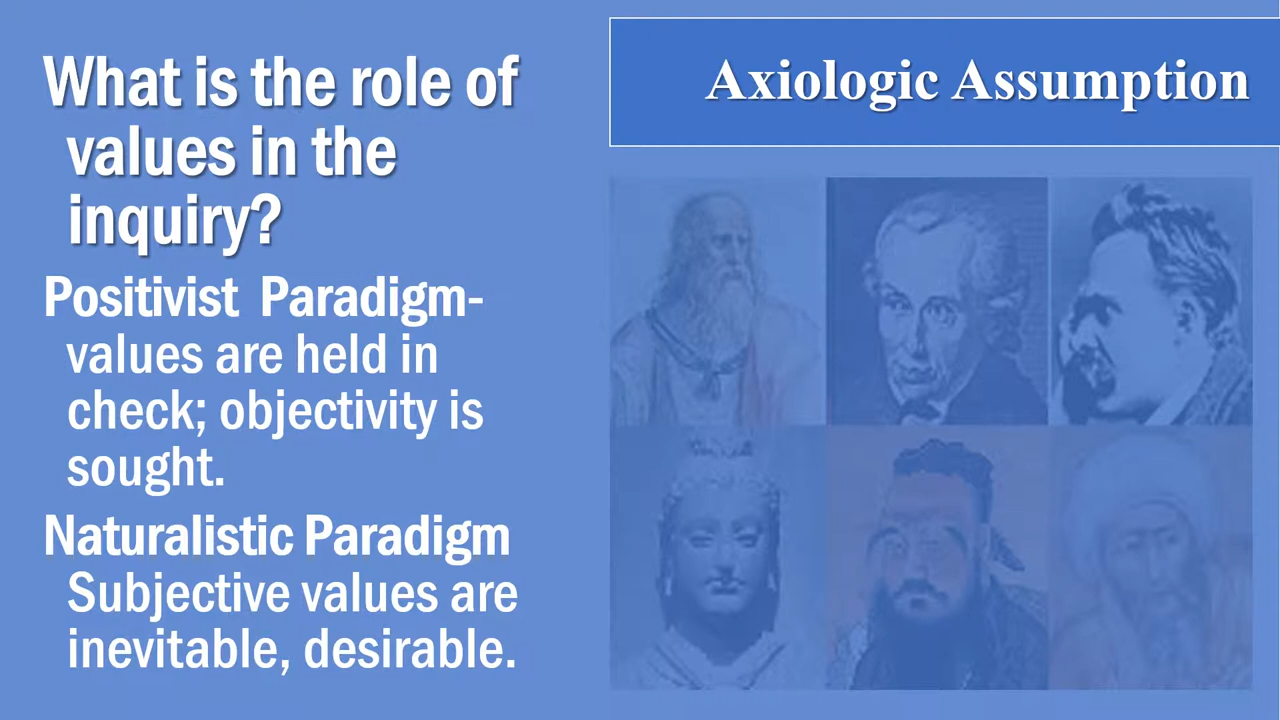 What is the role of
values in the
inquiry?
Positivist  Paradigm-
values are held in
check; objectivity is
sought.
Naturalistic Paradigm
Subjective values are
inevitable, desirable.
Axiologic Assumption